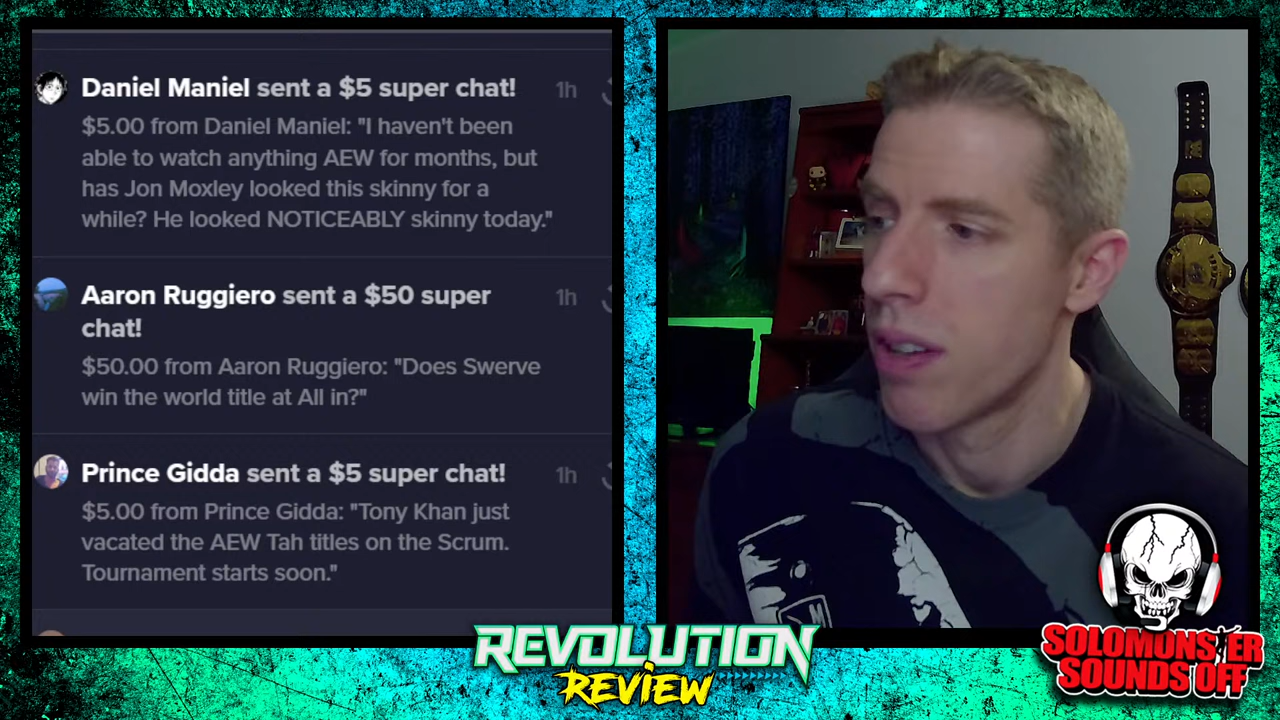 Daniel Maniel sent a $5 super chat!
1h
$5.00 from Daniel Maniel: "I haven't been
able to watch anything AEW for months, but
has Jon Moxley looked this skinny for a
while? He looked NOTICEABLY skinny today."
Aaron Ruggiero sent a $50 super
chat!
1h
$50.00 from Aaron Ruggiero: "Does Swerve
win the world title at All in?"
Prince Gidda sent a $5 super chat!
1h
$5.00 from Prince Gidda: "Tony Khan just
vacated the AEW Tah titles on the Scrum.
Tournament starts soon."
REVOLUTION
REVIEW
SOLOMONSTER
SOUNDS OFF